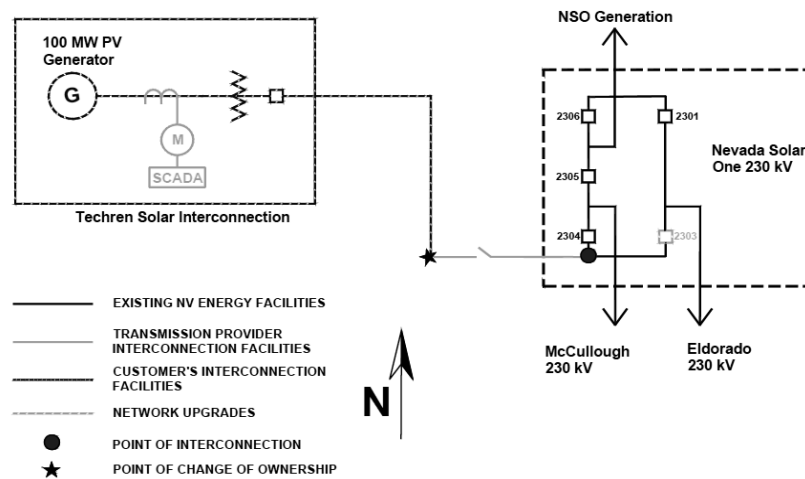 NSO Generation
100 MW PV
Generator
G
M
SCADA
Techren Solar Interconnection
2306
2301
Nevada Solar
One 230 kV
2305
2304
2303
McCullough
230 kV
Eldorado
230 kV
EXISTING NV ENERGY FACILITIES
TRANSMISSION PROVIDER
INTERCONNECTION FACILITIES
CUSTOMER'S INTERCONNECTION
FACILITIES
NETWORK UPGRADES
POINT OF INTERCONNECTION
POINT OF CHANGE OF OWNERSHIP
N